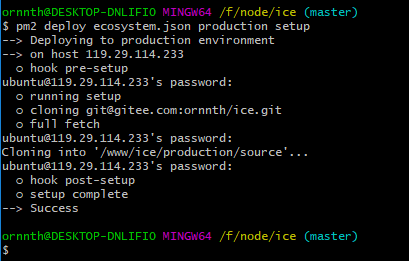 ornnth@DESKTOP-DNLIFIO MINGW64 /f/node/ice (master)
$ pm2 deploy ecosystem.json production setup
--> Deploying to production environment
--> on host 119.29.114.233
  o hook pre-setup
ubuntu@119.29.114.233's password:
  o running setup
  o cloning git@gitee.com:ornnth/ice.git
  o full fetch
ubuntu@119.29.114.233's password:
Cloning into '/www/ice/production/source'...
ubuntu@119.29.114.233's password:
  o hook post-setup
  o setup complete
--> Success
ornnth@DESKTOP-DNLIFIO MINGW64 /f/node/ice (master)
$